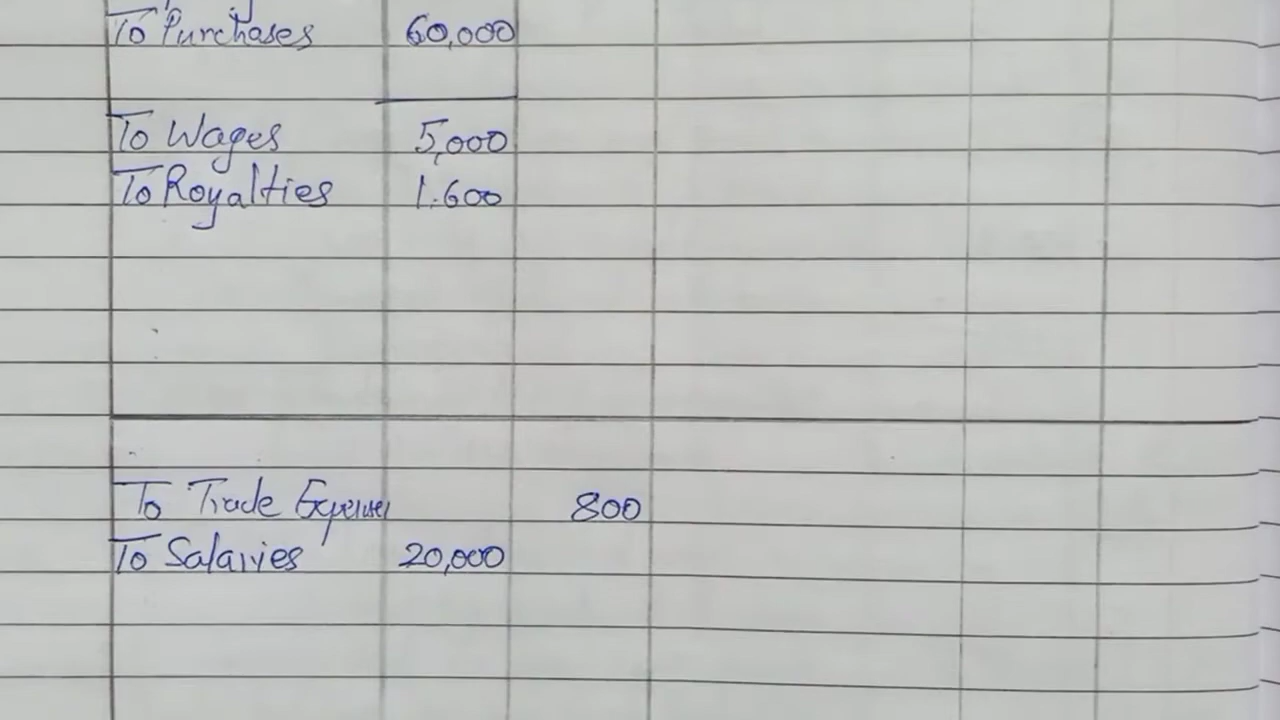 To Purchases 60,000
To Wages 5,000
To Royalties 1.600
To Trade Expenses 800
To Salaries 20,000